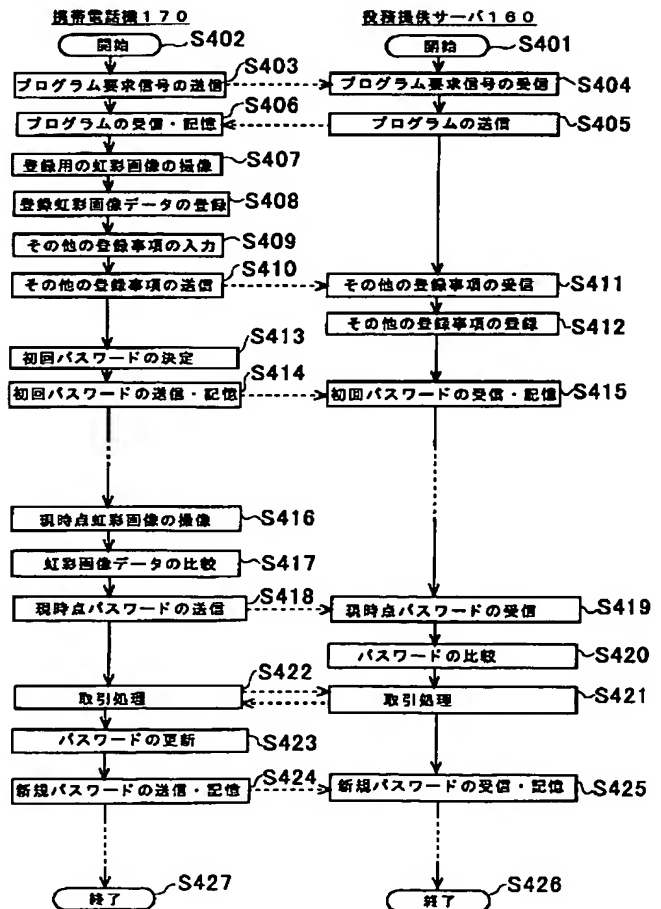 携帯電話機170
役務提供サーバ160
開始
S402
開始
S401
プログラム要求信号の送信
S403
プログラム要求信号の受信
S404
プログラムの受信・記憶
S406
プログラムの送信
S405
登録用の虹彩画像の撮像
S407
登録虹彩画像データの登録
S408
その他の登録事項の入力
S409
その他の登録事項の送信
S410
その他の登録事項の受信
S411
その他の登録事項の登録
S412
初回パスワードの決定
S413
初回パスワードの送信・記憶
S414
初回パスワードの受信・記憶
S415
現時点虹彩画像の撮像
S416
虹彩画像データの比較
S417
現時点パスワードの送信
S418
現時点パスワードの受信
S419
パスワードの比較
S420
取引処理
S422
取引処理
S421
パスワードの更新
S423
新規パスワードの送信・記憶
S424
新規パスワードの受信・記憶
S425
終了
S427
終了
S426